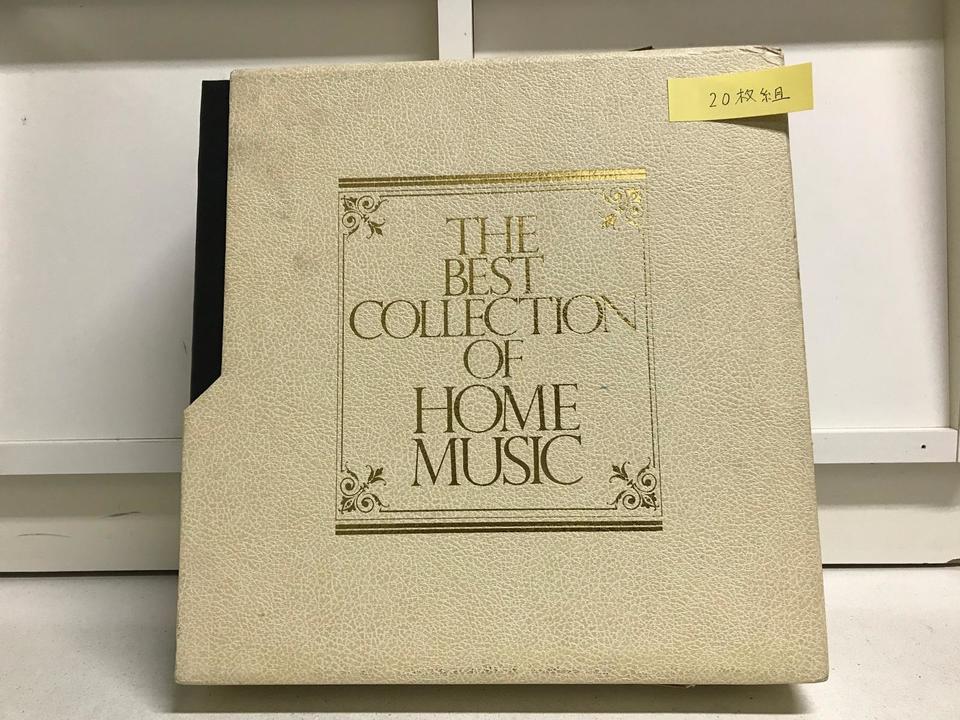 20枚組
THE
BEST
COLLECTION
OF
HOME
MUSIC